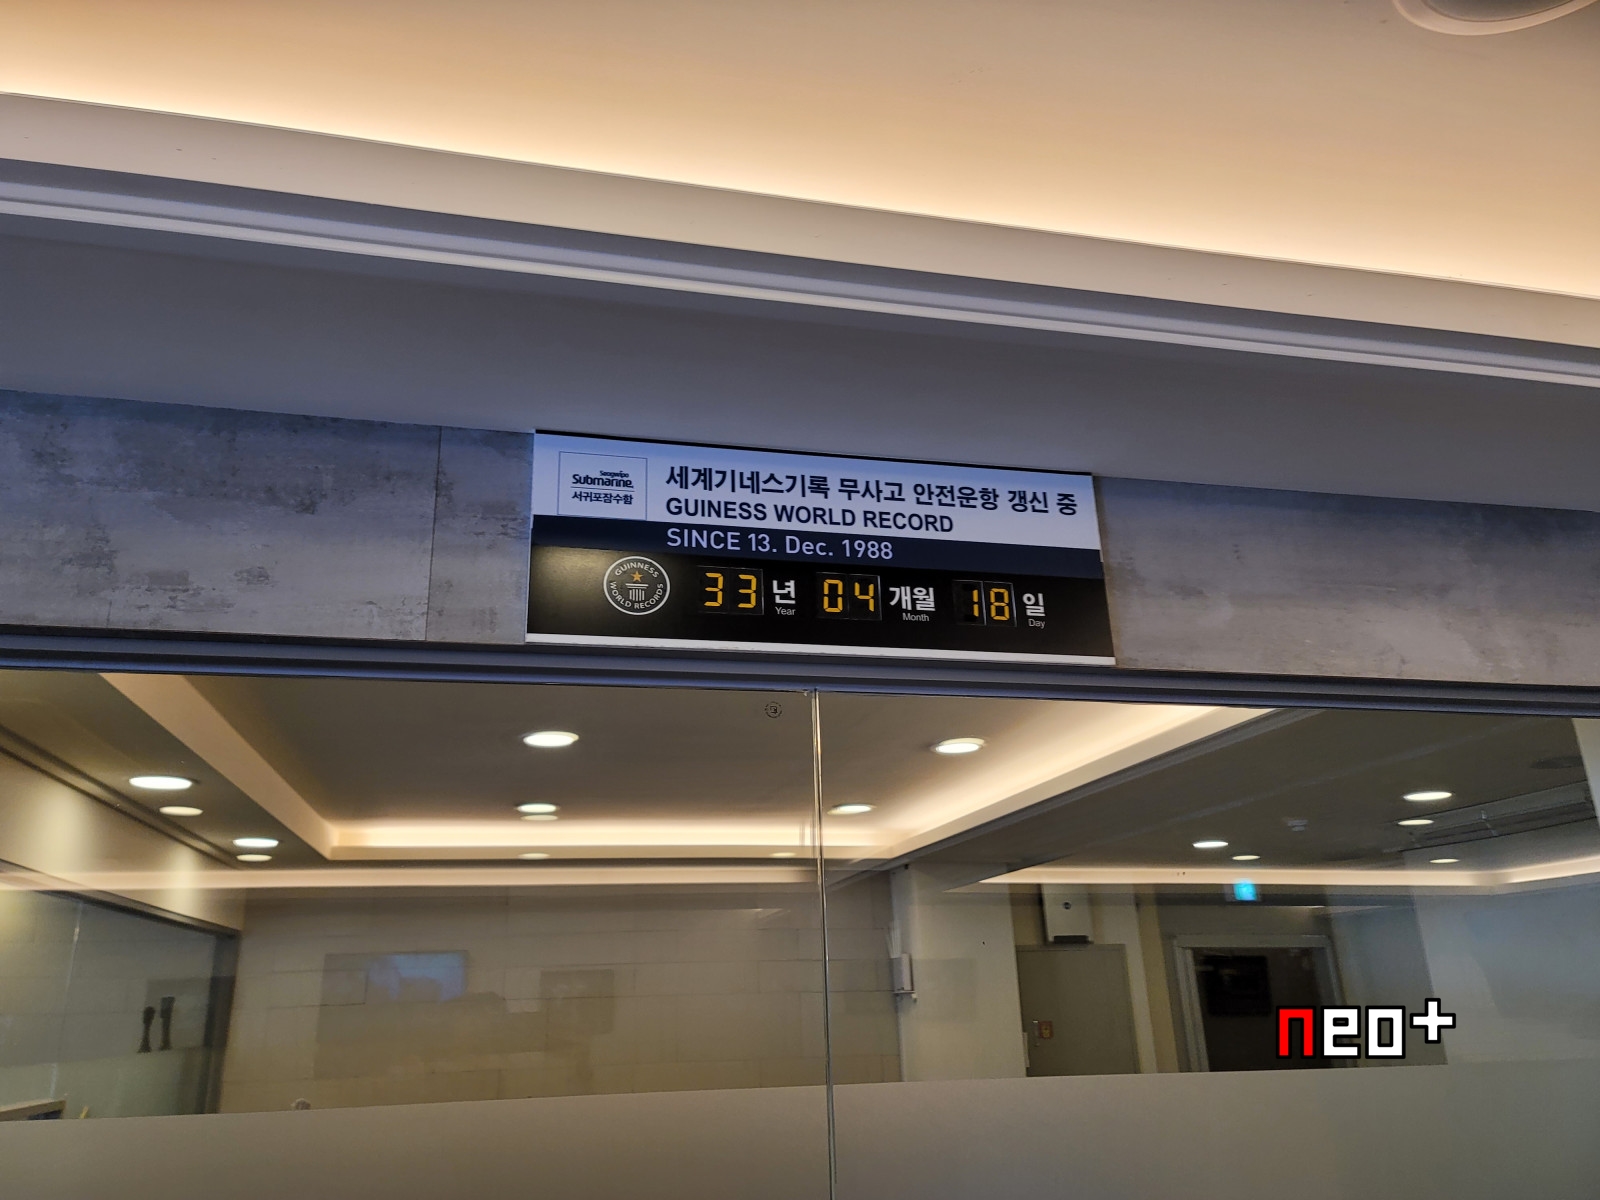 Seogwipo
Submarine.
서귀포잠수함
세계기네스기록 무사고 안전운항 갱신 중
GUINESS WORLD RECORD
SINCE 13. Dec. 1988
GUINNESS
WORLD RECORDS
33 년 04 개월 18 일
Year Month Day
neo+